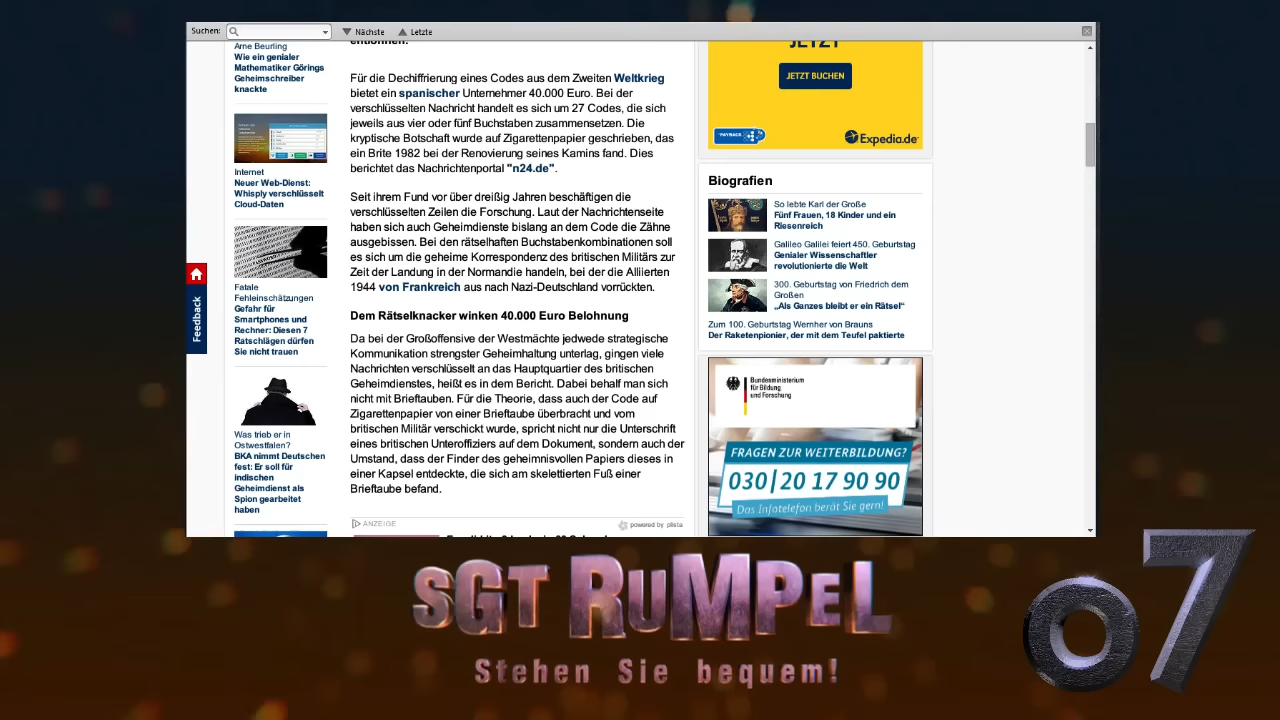 Suchen:
Nächste
Letzte
Arne Beurling
Wie ein genialer
Mathematiker Görings
Geheimschreiber
knackte
Internet
Neuer Web-Dienst:
Whisply verschlüsselt
Cloud-Daten
Fatale
Fehleinschätzungen
Gefahr für
Smartphones und
Rechner: Diesen 7
Ratschlägen dürfen
Sie nicht trauen
Was trieb er in
Ostwestfalen?
BKA nimmt Deutschen
fest: Er soll für
indischen
Geheimdienst als
Spion gearbeitet
haben
Feedback
Für die Dechiffrierung eines Codes aus dem Zweiten Weltkrieg
bietet ein spanischer Unternehmer 40.000 Euro. Bei der
verschlüsselten Nachricht handelt es sich um 27 Codes, die sich
jeweils aus vier oder fünf Buchstaben zusammensetzen. Die
kryptische Botschaft wurde auf Zigarettenpapier geschrieben, das
ein Brite 1982 bei der Renovierung seines Kamins fand. Dies
berichtet das Nachrichtenportal "n24.de".
Seit ihrem Fund vor über dreißig Jahren beschäftigen die
verschlüsselten Zeilen die Forschung. Laut der Nachrichtenseite
haben sich auch Geheimdienste bislang an dem Code die Zähne
ausgebissen. Bei den rätselhaften Buchstabenkombinationen soll
es sich um die geheime Korrespondenz des britischen Militärs zur
Zeit der Landung in der Normandie handeln, bei der die Alliierten
1944 von Frankreich aus nach Nazi-Deutschland vorrückten.
Dem Rätselknacker winken 40.000 Euro Belohnung
Da bei der Großoffensive der Westmächte jedwede strategische
Kommunikation strengster Geheimhaltung unterlag, gingen viele
Nachrichten verschlüsselt an das Hauptquartier des britischen
Geheimdienstes, heißt es in dem Bericht. Dabei behalf man sich
nicht mit Brieftauben. Für die Theorie, dass auch der Code auf
Zigarettenpapier von einer Brieftaube überbracht und vom
britischen Militär verschickt wurde, spricht nicht nur die Unterschrift
eines britischen Unteroffiziers auf dem Dokument, sondern auch der
Umstand, dass der Finder des geheimnisvollen Papiers dieses in
einer Kapsel entdeckte, die sich am skelettierten Fuß einer
Brieftaube befand.
ANZEIGE
powered by plista
JETZT
JETZT BUCHEN
PAYBACK
Expedia.de
Biografien
So lebte Karl der Große
Fünf Frauen, 18 Kinder und ein
Riesenreich
Galileo Galilei feiert 450. Geburtstag
Genialer Wissenschaftler
revolutionierte die Welt
300. Geburtstag von Friedrich dem
Großen
„Als Ganzes bleibt er ein Rätsel“
Zum 100. Geburtstag Wernher von Brauns
Der Raketenpionier, der mit dem Teufel paktierte
Bundesministerium
für Bildung
und Forschung
FRAGEN ZUR WEITERBILDUNG?
030|20 17 90 90
Das Infotelefon berät Sie gern!
SGT RUMPEL
Stehen Sie bequem!
o7